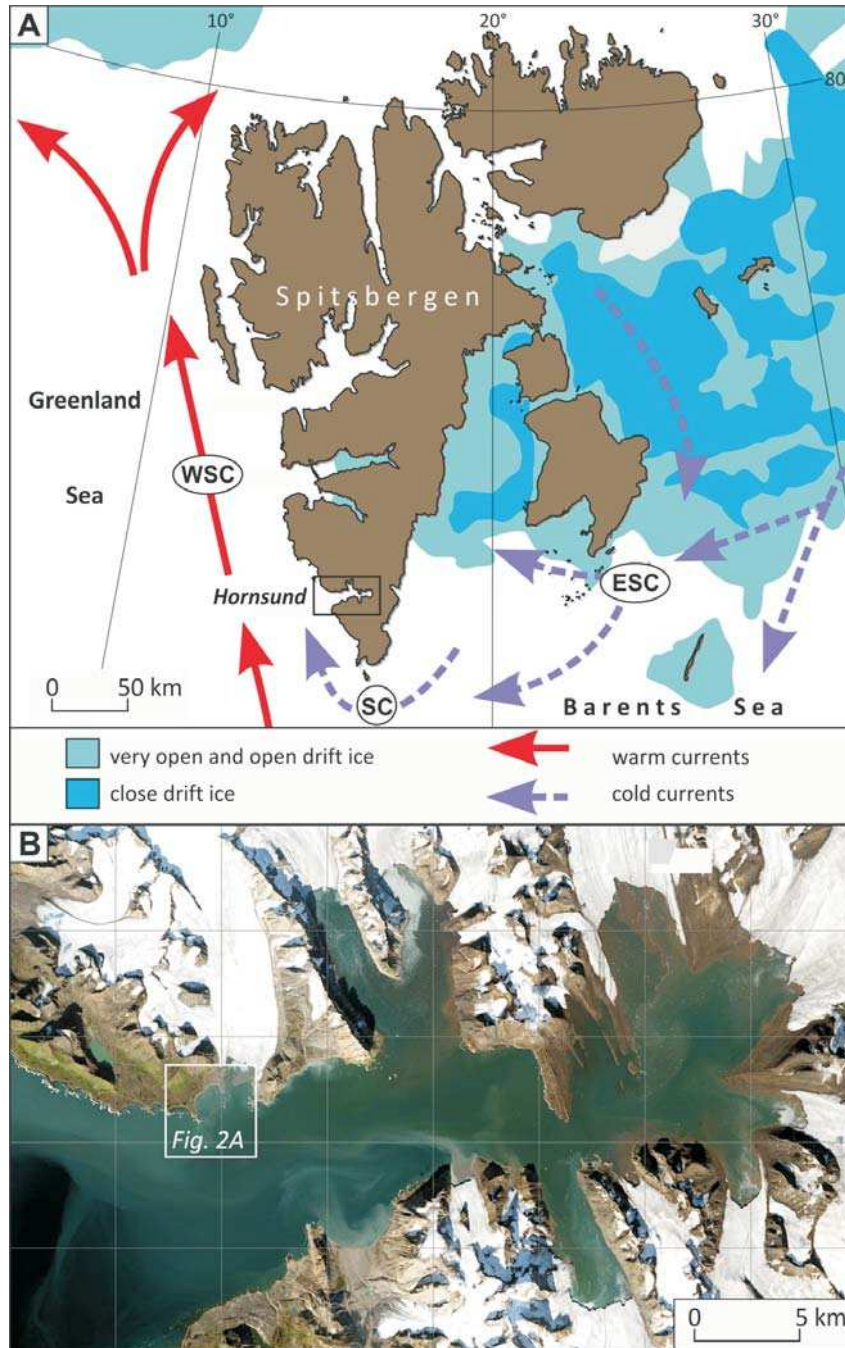 A
10°
20°
30°
80
Spitsbergen
Greenland
Sea
WSC
Hornsund
ESC
SC
0 50 km
Barents Sea
very open and open drift ice
warm currents
close drift ice
cold currents
B
Fig. 2A
0 5 km